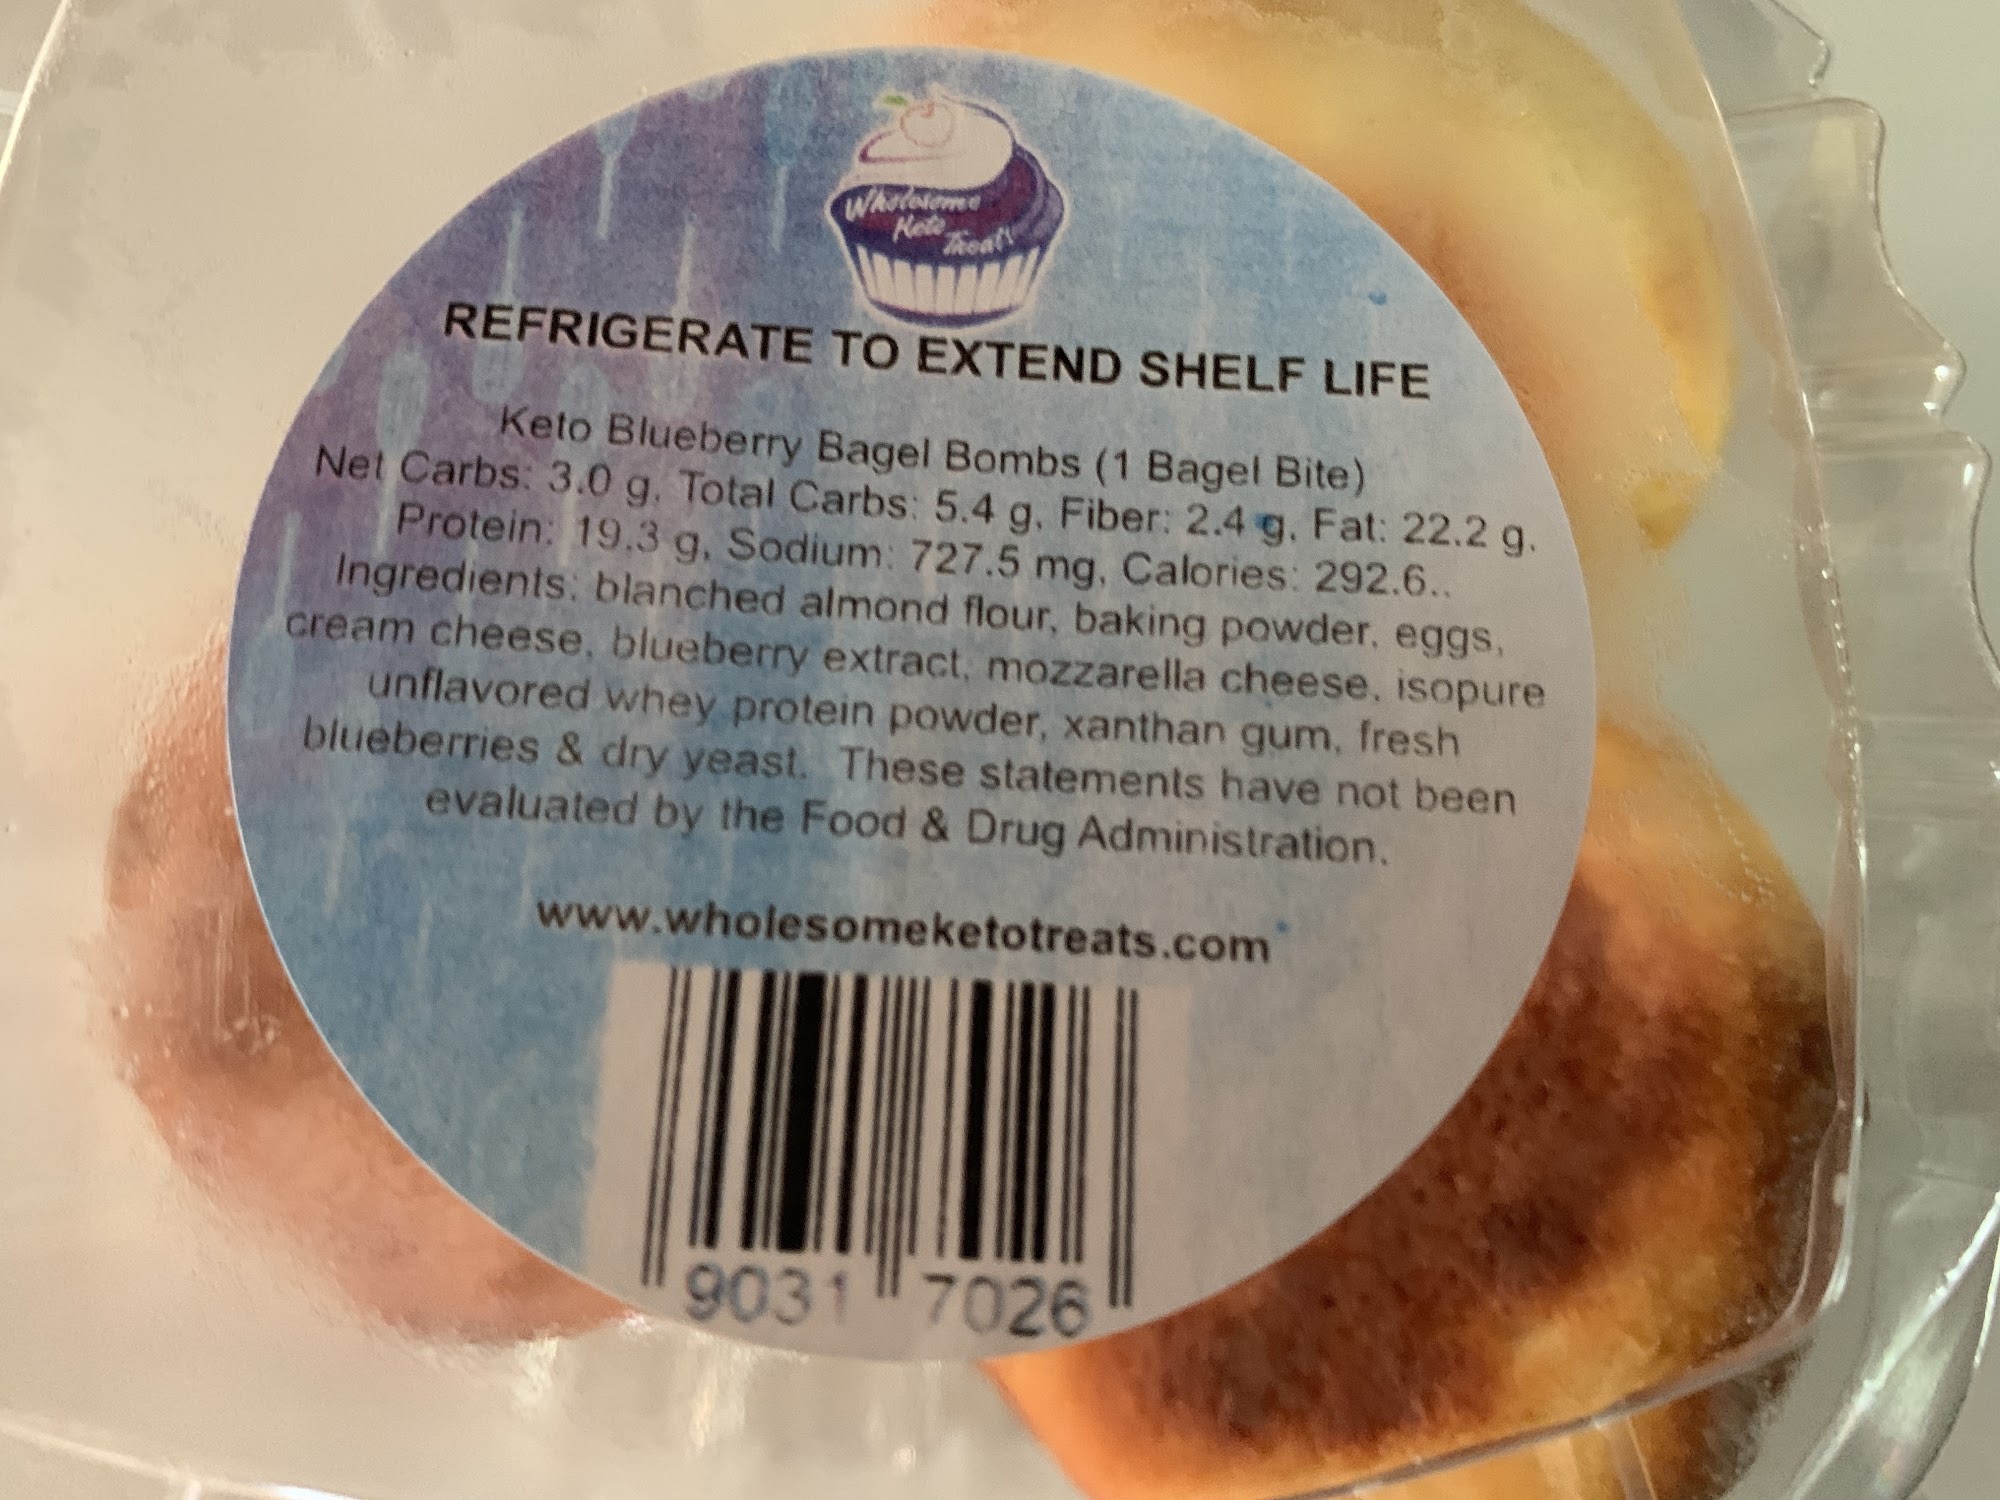 Wholesome
Keto
Treats
REFRIGERATE TO EXTEND SHELF LIFE
Keto Blueberry Bagel Bombs (1 Bagel Bite)
Net Carbs: 3.0 g, Total Carbs: 5.4 g, Fiber: 2.4 g, Fat: 22.2 g,
Protein: 19.3 g, Sodium: 727.5 mg, Calories: 292.6..
Ingredients: blanched almond flour, baking powder, eggs,
cream cheese, blueberry extract, mozzarella cheese, isopure
unflavored whey protein powder, xanthan gum, fresh
blueberries & dry yeast. These statements have not been
evaluated by the Food & Drug Administration.
www.wholesomeketotreats.com
9031 7026